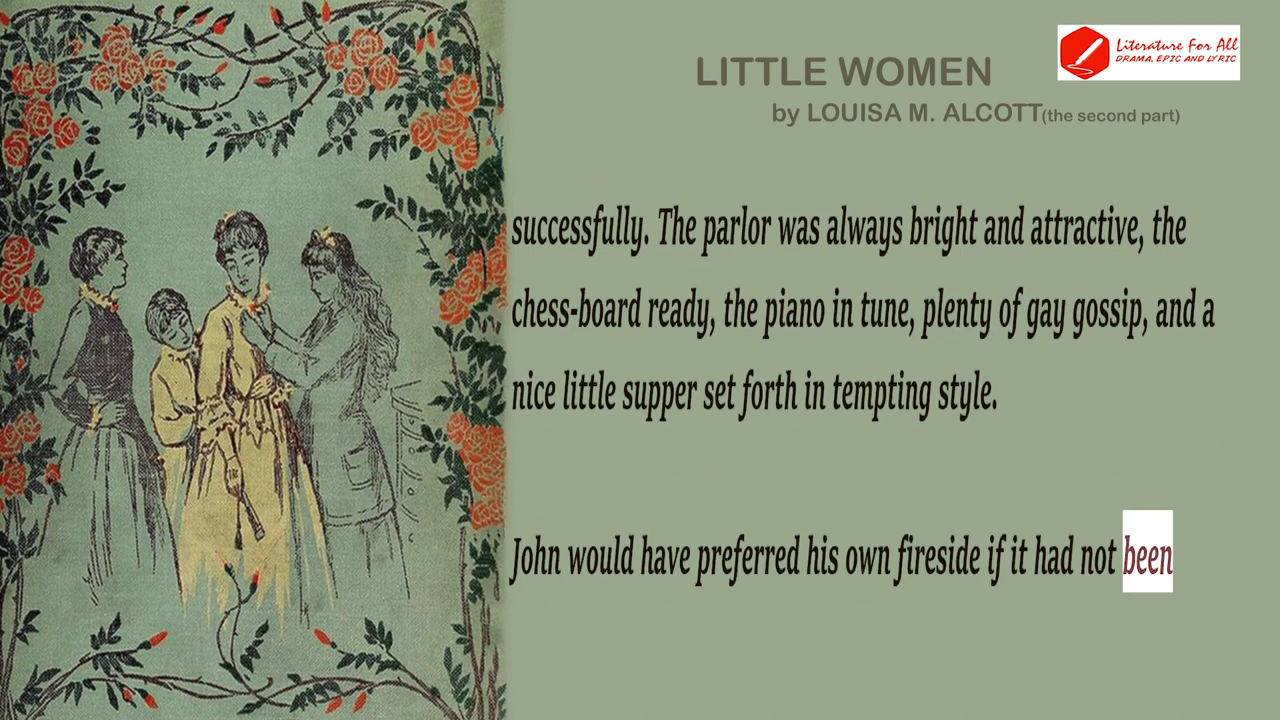 LITTLE WOMEN
by LOUISA M. ALCOTT(the second part)
Literature For All
DRAMA, EPIC AND LYRIC
successfully. The parlor was always bright and attractive, the
chess-board ready, the piano in tune, plenty of gay gossip, and a
nice little supper set forth in tempting style.
John would have preferred his own fireside if it had not been